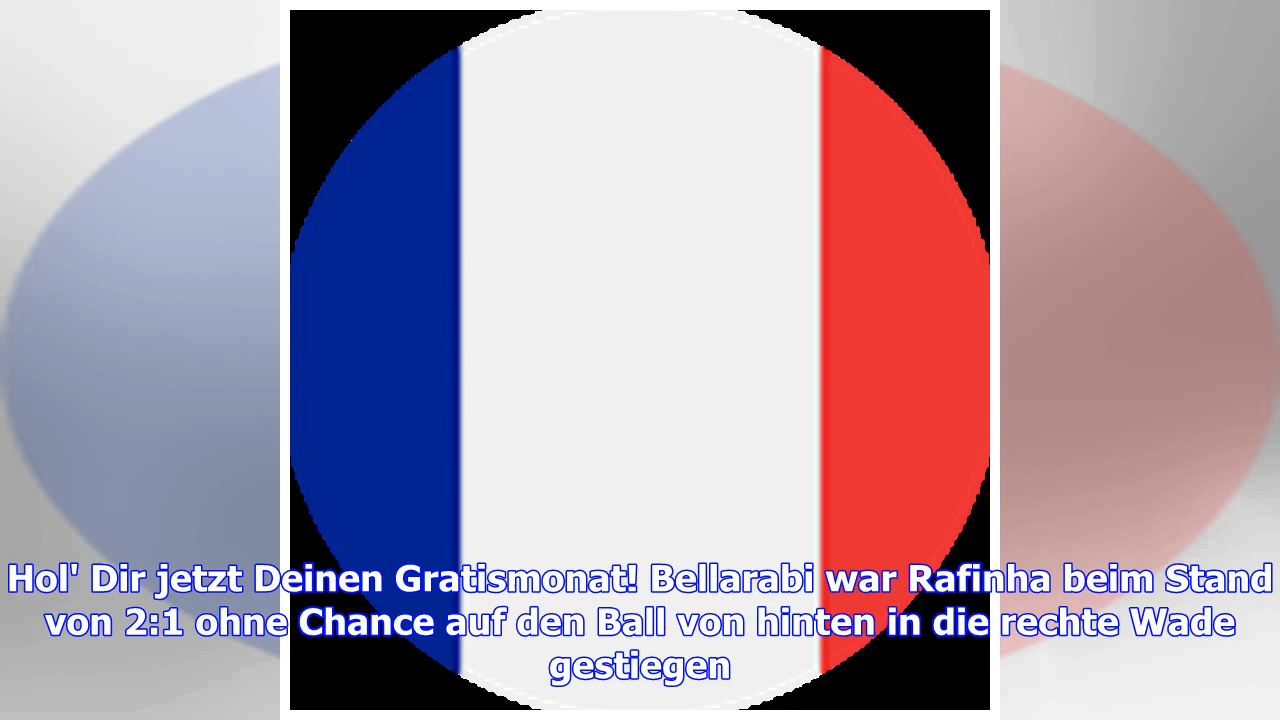 Hol' Dir jetzt Deinen Gratismonat! Bellarabi war Rafinha beim Stand
von 2:1 ohne Chance auf den Ball von hinten in die rechte Wade
gestiegen